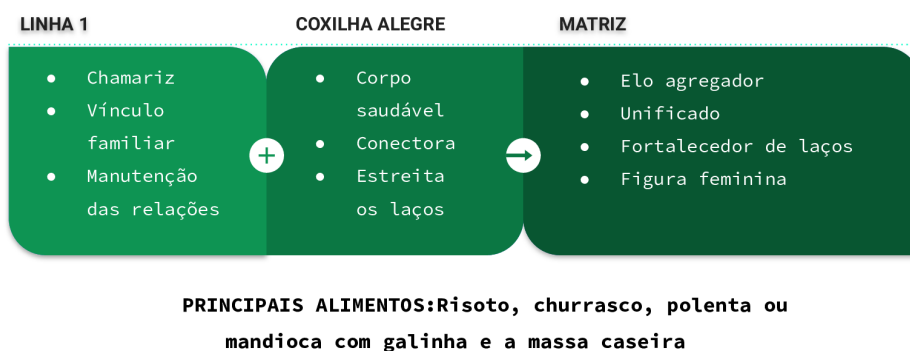 LINHA 1
COXILHA ALEGRE
MATRIZ
● Chamariz
● Vínculo
familiar
● Manutenção
das relações
● Corpo
saudável
● Conectora
● Estreita
os laços
● Elo agregador
● Unificado
● Fortalecedor de laços
● Figura feminina
PRINCIPAIS ALIMENTOS:Risoto, churrasco, polenta ou
mandioca com galinha e a massa caseira